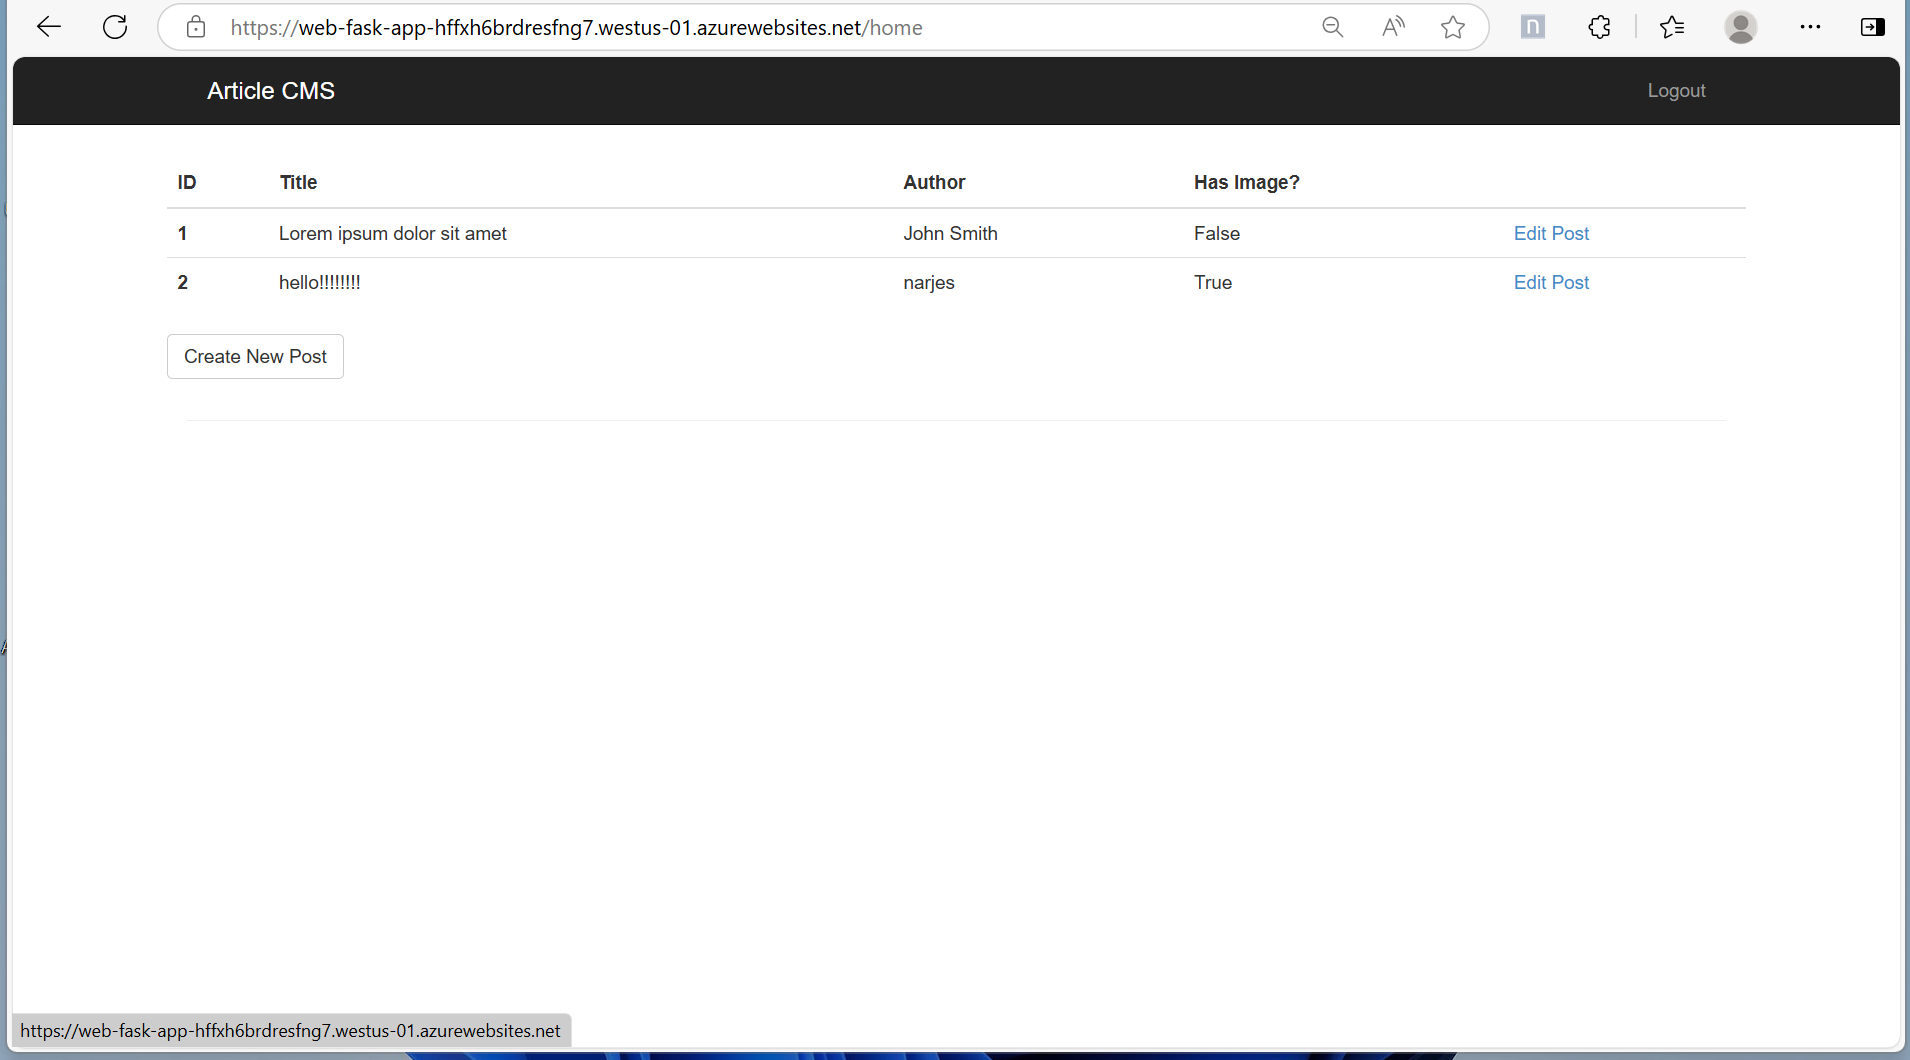 https://web-fask-app-hffxh6brdresfng7.westus-01.azurewebsites.net/home
Article CMS Logout
ID Title Author Has Image?
1 Lorem ipsum dolor sit amet John Smith False Edit Post
2 hello!!!!!!!! narjes True Edit Post
Create New Post
https://web-fask-app-hffxh6brdresfng7.westus-01.azurewebsites.net